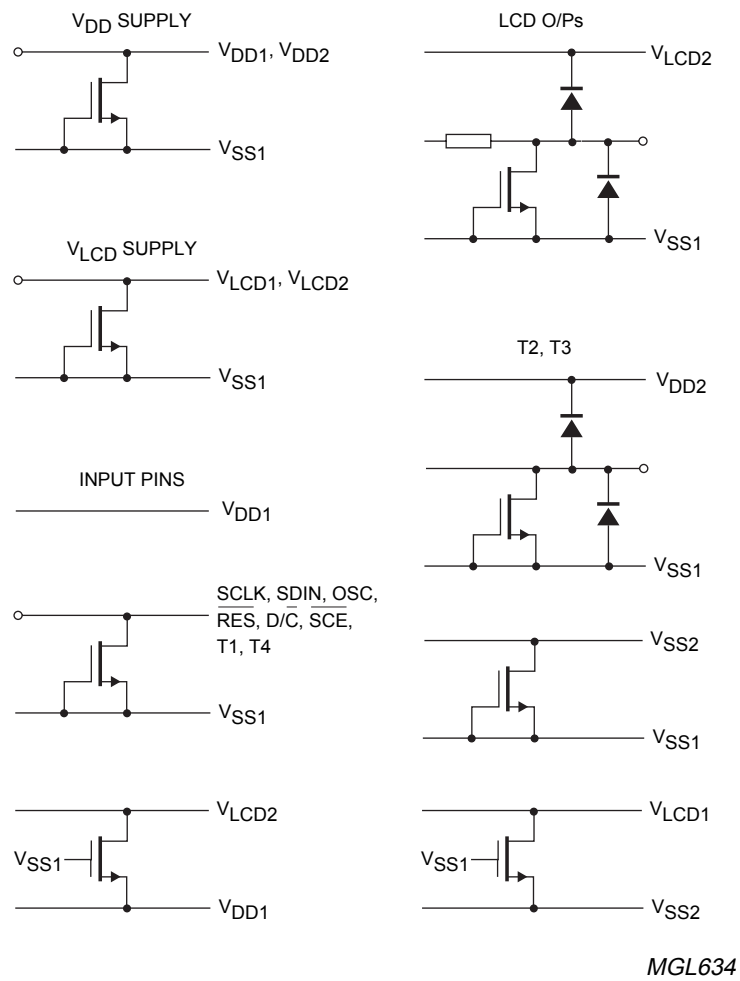 VDD SUPPLY
VDD1, VDD2
VSS1
VLCD SUPPLY
VLCD1, VLCD2
VSS1
INPUT PINS
VDD1
SCLK, SDIN, OSC,
RES, D/C, SCE,
T1, T4
VSS1
VLCD2
VSS1
VDD1
LCD O/Ps
VLCD2
VSS1
T2, T3
VDD2
VSS1
VSS2
VSS1
VLCD1
VSS1
VSS2
MGL634